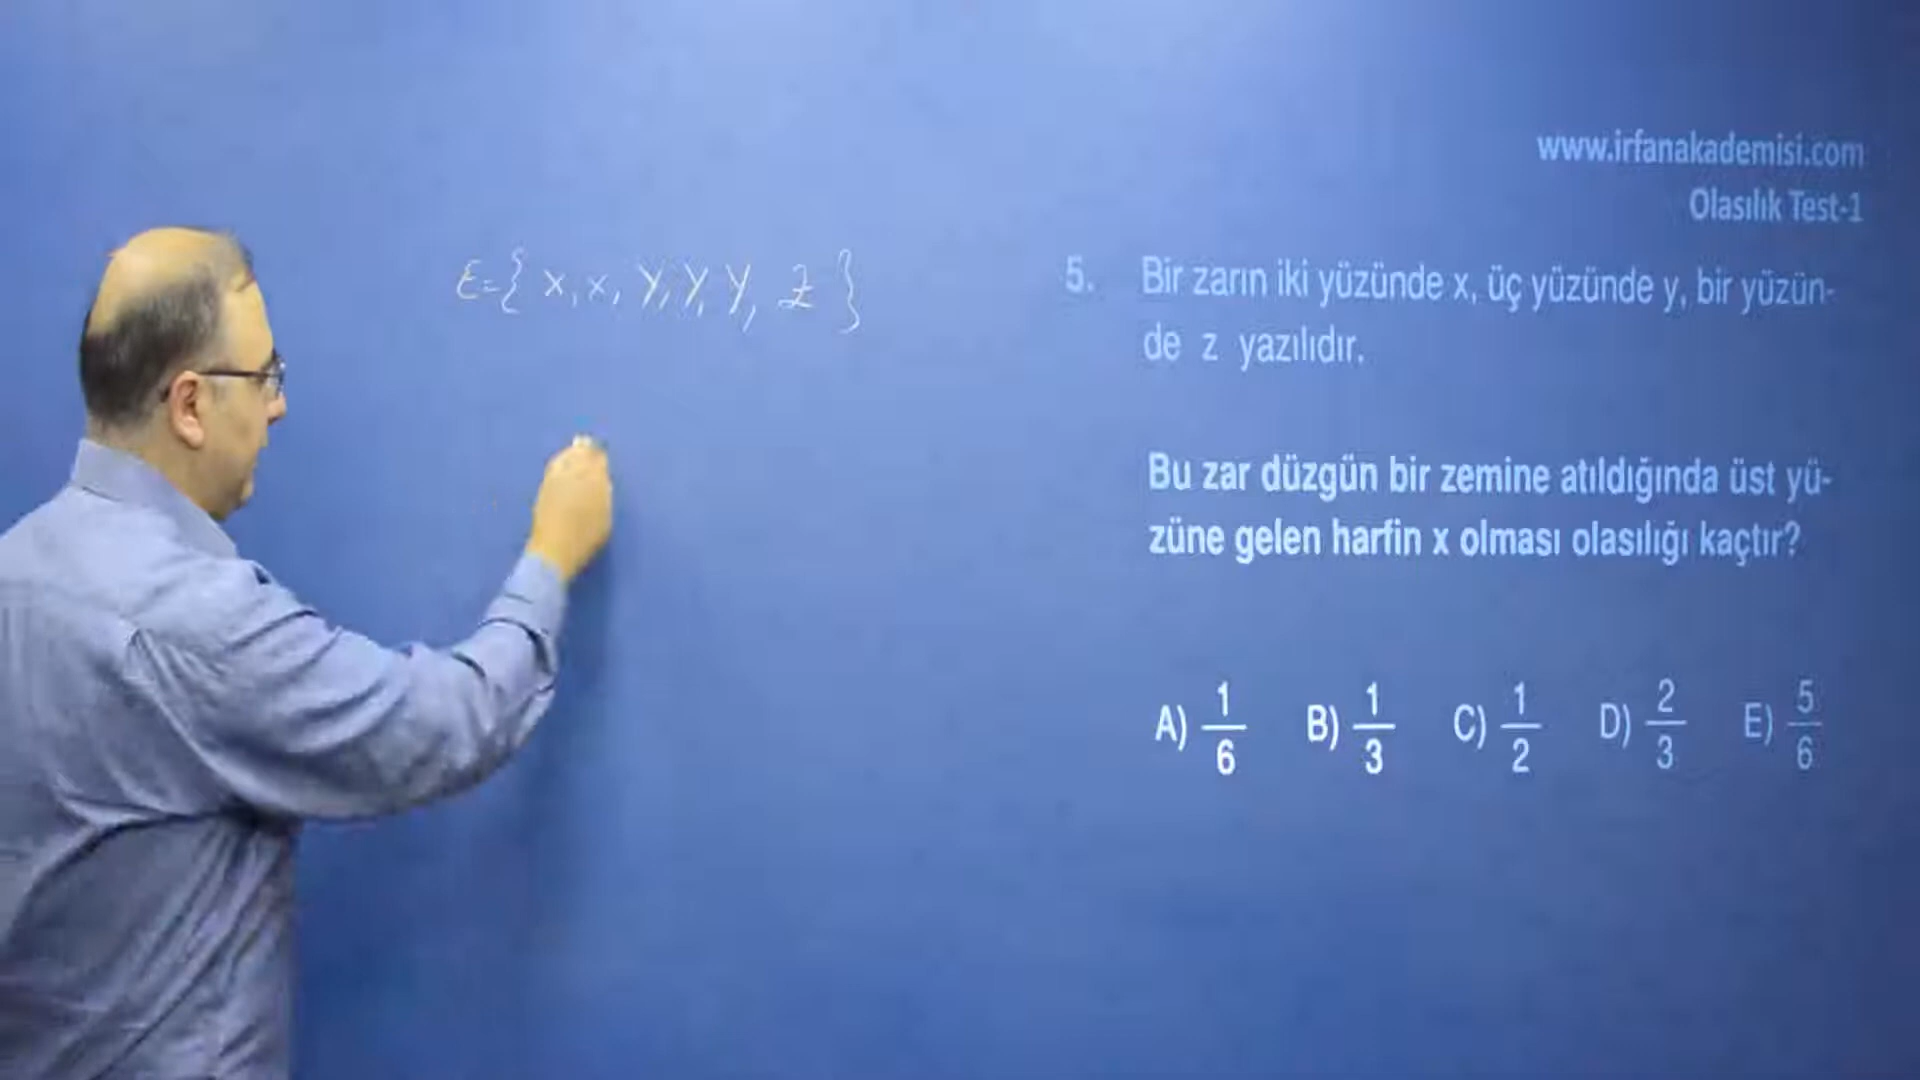 www.irfanakademisi.com
Olasılık Test-1
E={ x, x, y, y, y, z }
5. Bir zarın iki yüzünde x, üç yüzünde y, bir yüzün-
de z yazılıdır.
Bu zar düzgün bir zemine atıldığında üst yü-
züne gelen harfin x olması olasılığı kaçtır?
A) 1/6 B) 1/3 C) 1/2 D) 2/3 E) 5/6